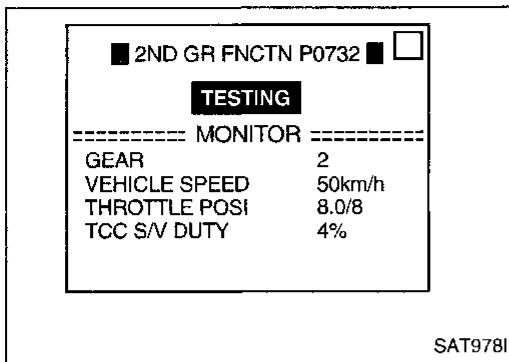 ■ 2ND GR FNCTN P0732 ■ □
TESTING
========= MONITOR =========
GEAR 2
VEHICLE SPEED 50km/h
THROTTLE POSI 8.0/8
TCC S/V DUTY 4%
SAT978I